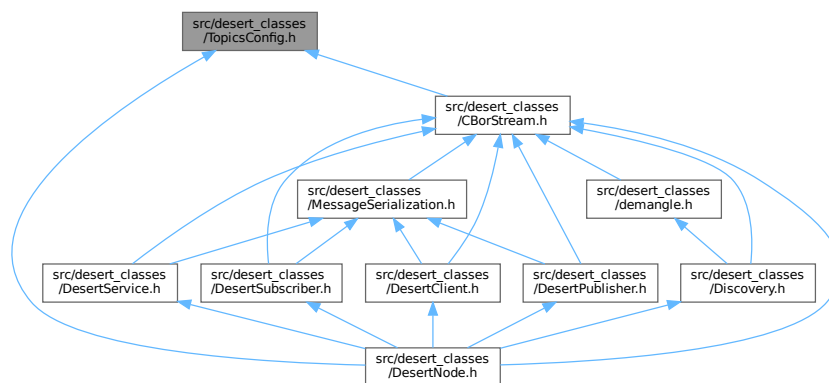 src/desert_classes
/TopicsConfig.h
src/desert_classes
/CBorStream.h
src/desert_classes
/MessageSerialization.h
src/desert_classes
/demangle.h
src/desert_classes
/DesertService.h
src/desert_classes
/DesertSubscriber.h
src/desert_classes
/DesertClient.h
src/desert_classes
/DesertPublisher.h
src/desert_classes
/Discovery.h
src/desert_classes
/DesertNode.h